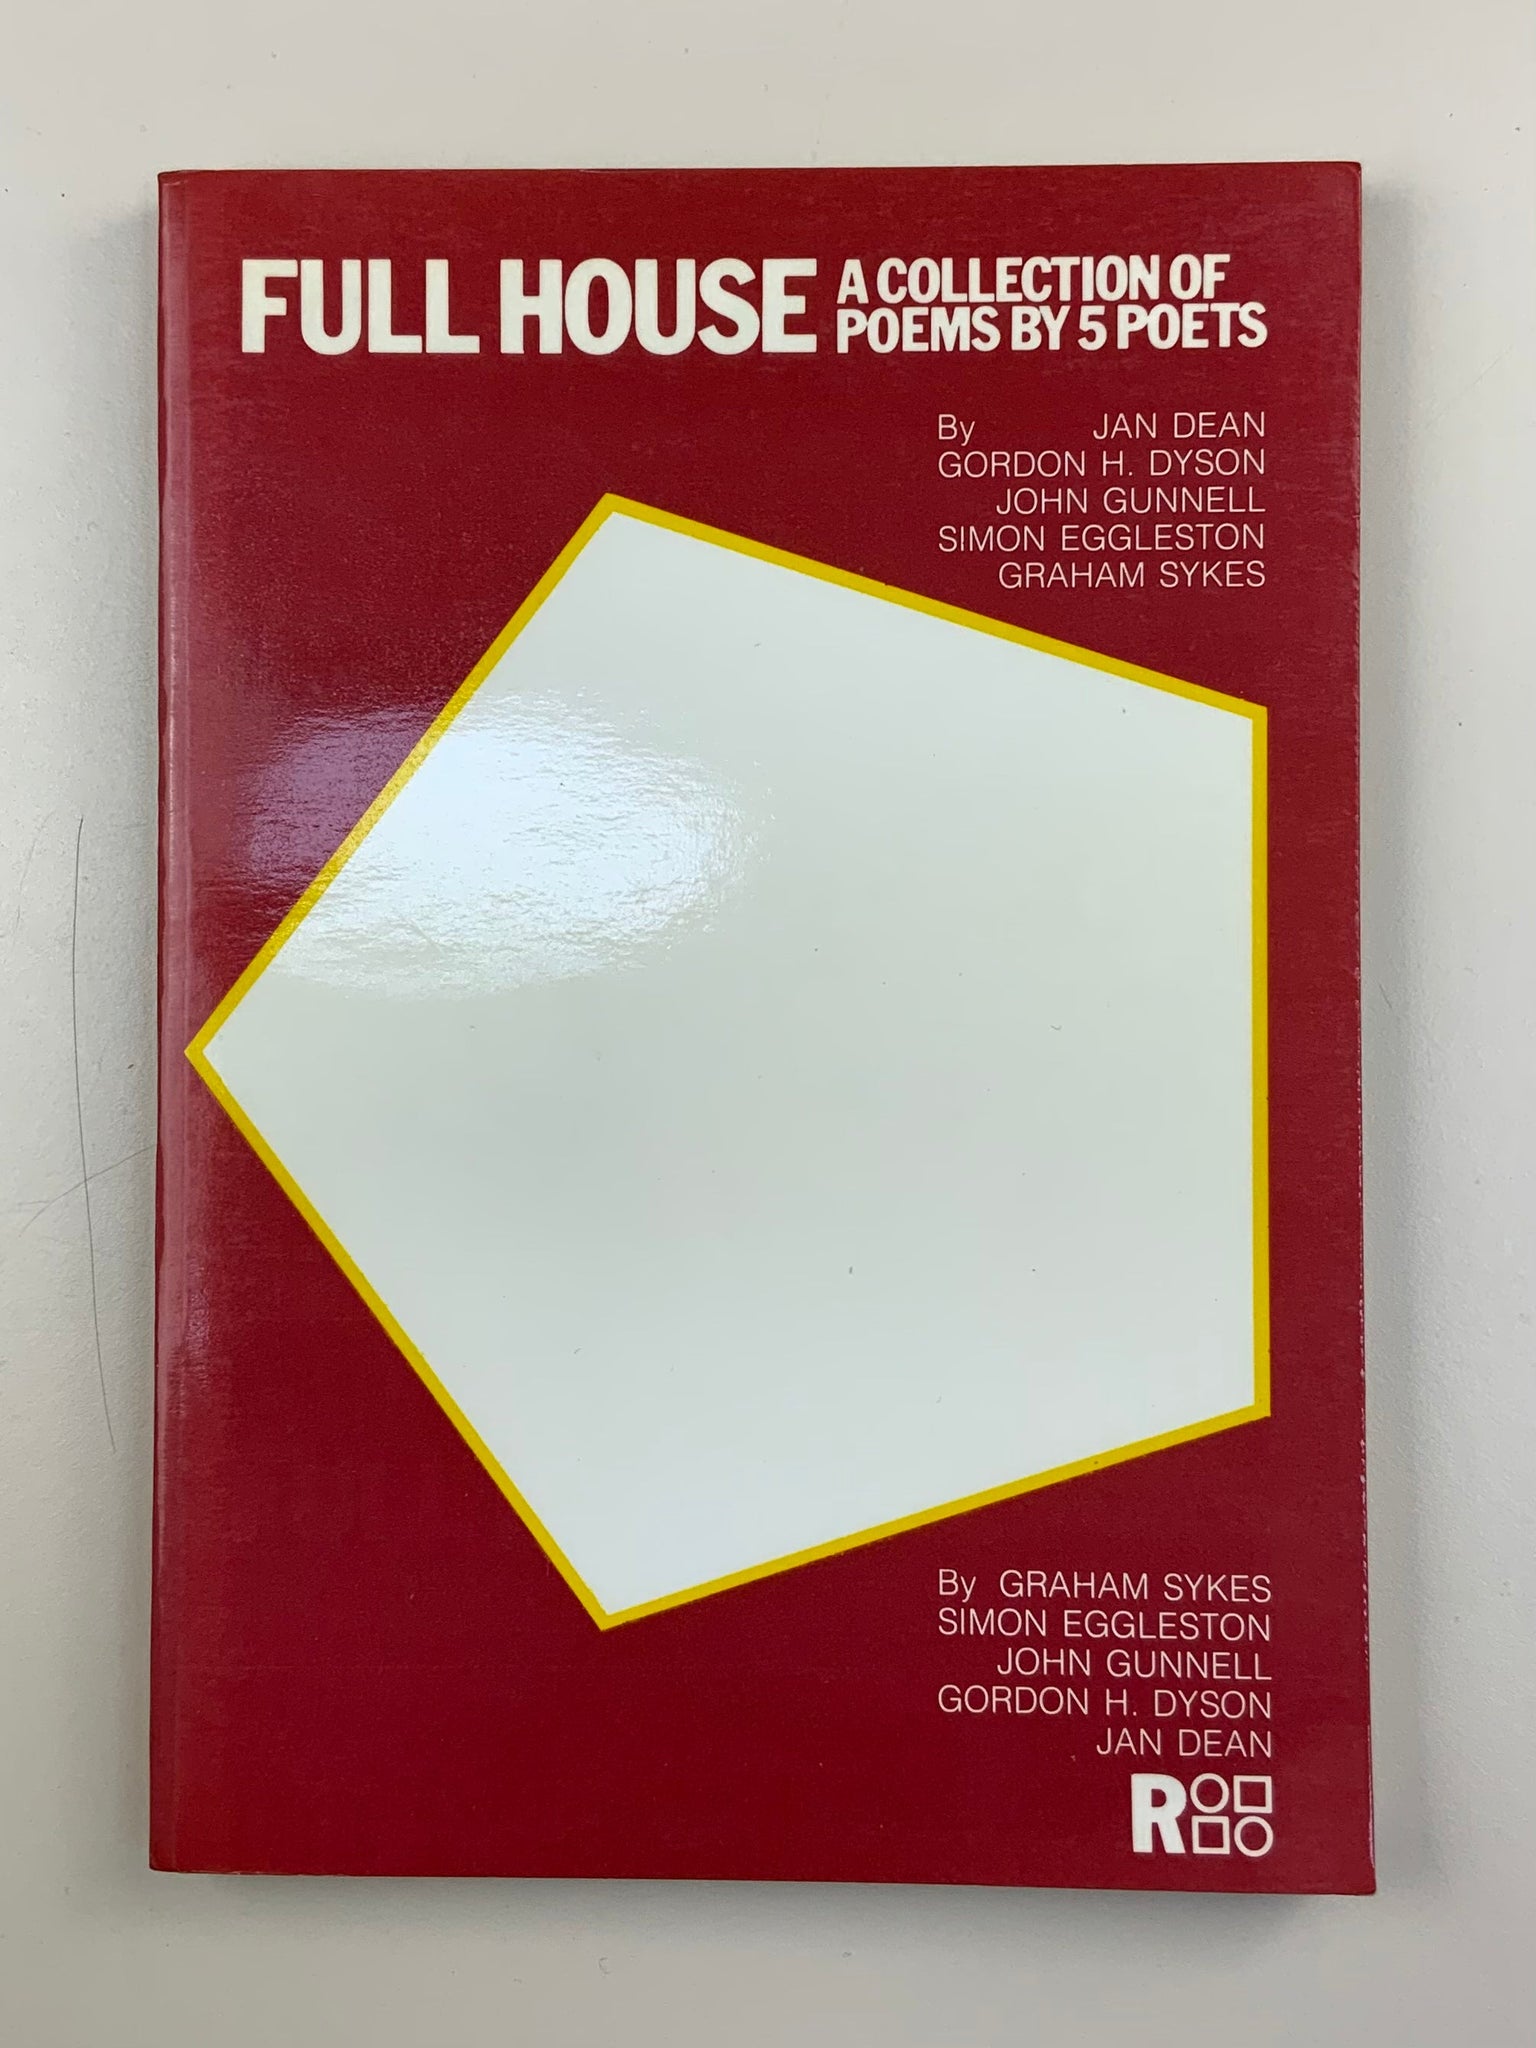 FULL HOUSE A COLLECTION OF
POEMS BY 5 POETS
By JAN DEAN
GORDON H. DYSON
JOHN GUNNELL
SIMON EGGLESTON
GRAHAM SYKES
By GRAHAM SYKES
SIMON EGGLESTON
JOHN GUNNELL
GORDON H. DYSON
JAN DEAN
R